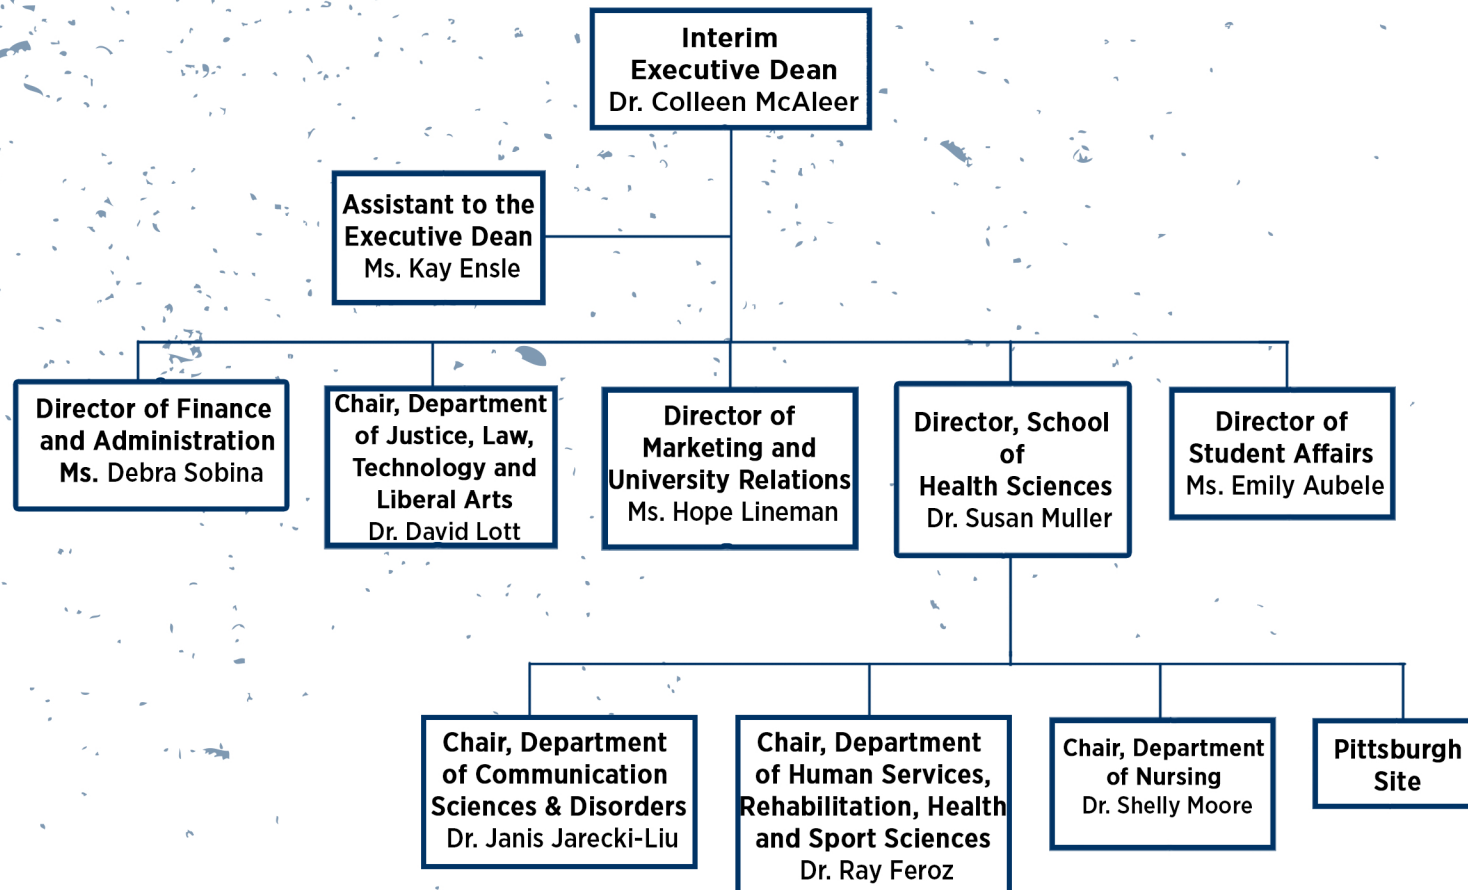 Interim
Executive Dean
Dr. Colleen McAleer
Assistant to the
Executive Dean
Ms. Kay Ensle
Director of Finance
and Administration
Ms. Debra Sobina
Chair, Department
of Justice, Law,
Technology and
Liberal Arts
Dr. David Lott
Director of
Marketing and
University Relations
Ms. Hope Lineman
Director, School
of
Health Sciences
Dr. Susan Muller
Director of
Student Affairs
Ms. Emily Aubele
Chair, Department
of Communication
Sciences & Disorders
Dr. Janis Jarecki-Liu
Chair, Department
of Human Services,
Rehabilitation, Health
and Sport Sciences
Dr. Ray Feroz
Chair, Department
of Nursing
Dr. Shelly Moore
Pittsburgh
Site